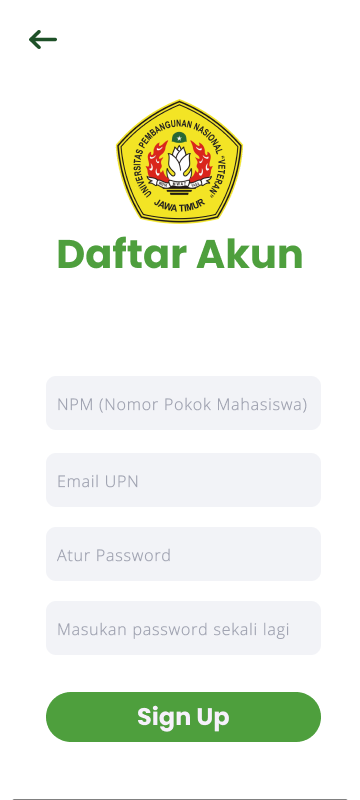 UNIVERSITAS PEMBANGUNAN NASIONAL "VETERAN"
JAWA TIMUR
Daftar Akun
NPM (Nomor Pokok Mahasiswa)
Email UPN
Atur Password
Masukan password sekali lagi
Sign Up